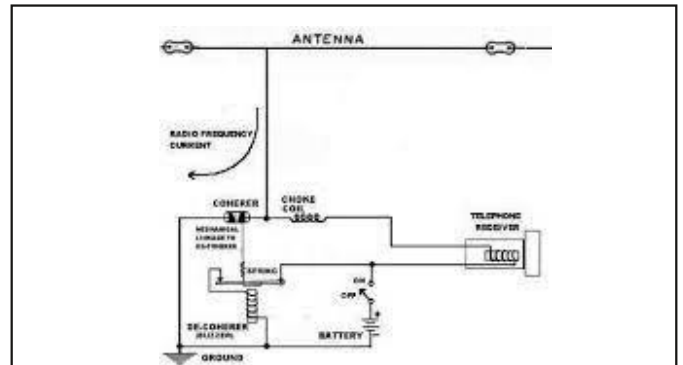 ANTENNA
RADIO FREQUENCY
CURRENT
COHERER
CHOKE
COIL
TELEPHONE
RECEIVER
MECHANICAL
LINKAGE TO
DE-COHERER
SPRING
ON
OFF
+
DE-COHERER
(BUZZER)
BATTERY
GROUND